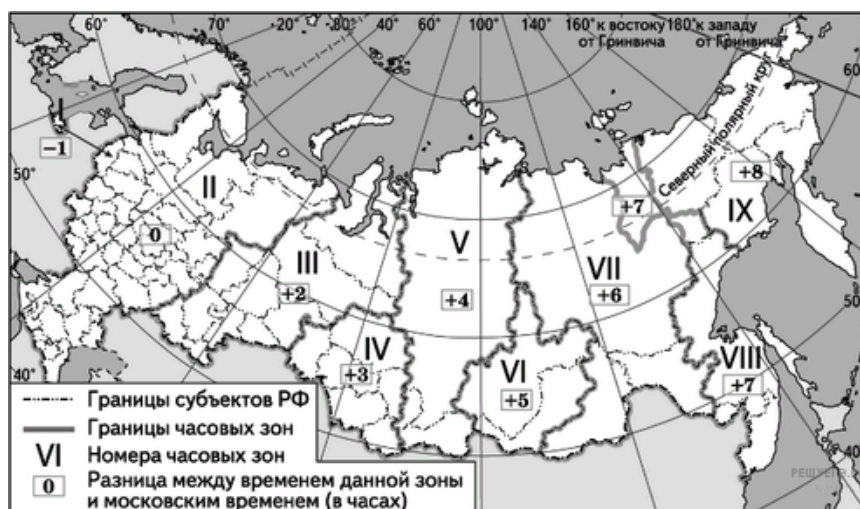 60° 20° 80° 40° 60° 80° 100° 120° 140° 160° к востоку 180° к западу
от Гринвича от Гринвича
60°
I
−1
50°
II
0
III
+2
IV
+3
V
+4
VI
+5
VII
+6
+7
Северный полярный круг
+8
IX
VIII
+7
50°
40°
40°
Границы субъектов РФ
Границы часовых зон
VI Номера часовых зон
0 Разница между временем данной зоны
и московским временем (в часах)